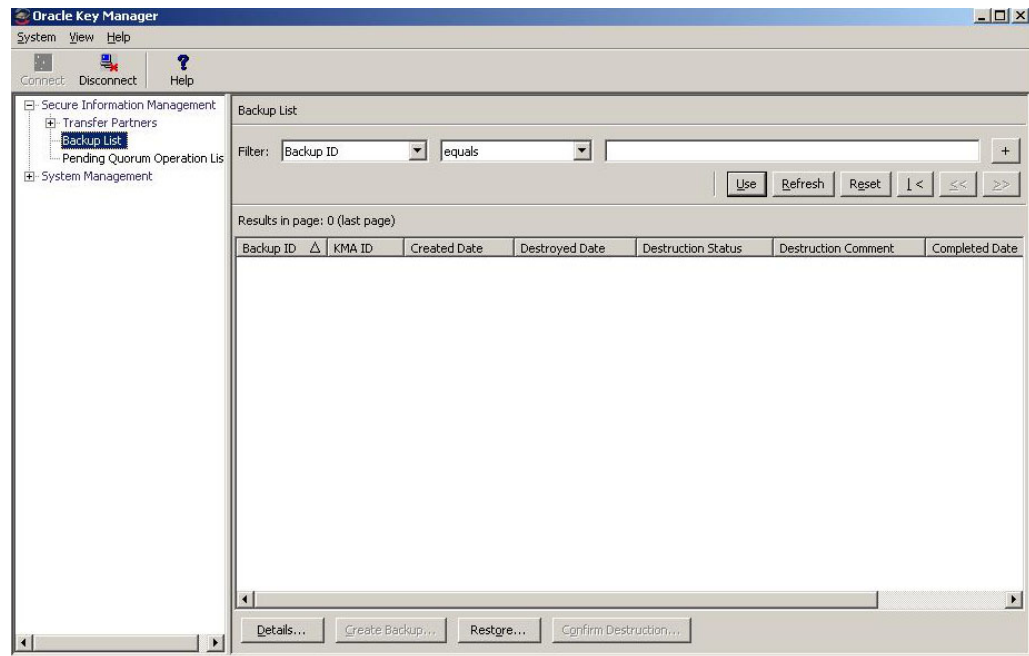 Oracle Key Manager
System View Help
Connect Disconnect Help
Secure Information Management
Transfer Partners
Backup List
Pending Quorum Operation Lis
System Management
Backup List
Filter: Backup ID equals +
Use Refresh Reset |< << >>
Results in page: 0 (last page)
Backup ID KMA ID Created Date Destroyed Date Destruction Status Destruction Comment Completed Date
Details... Create Backup... Restore... Confirm Destruction...